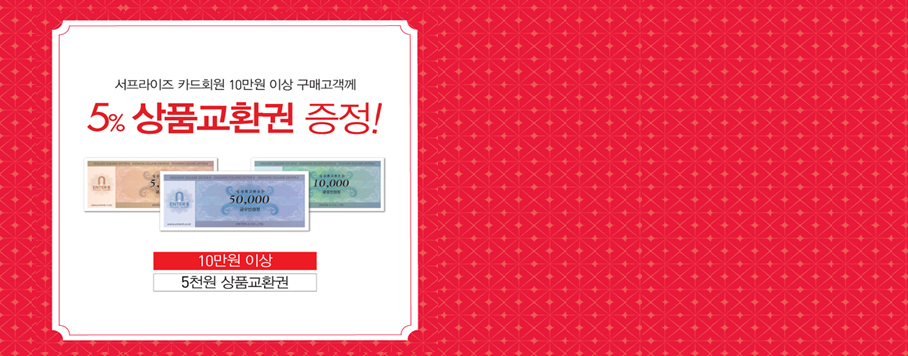 서프라이즈 카드회원 10만원 이상 구매고객께
5% 상품교환권 증정!
10,000
50,000
10만원 이상
5천원 상품교환권